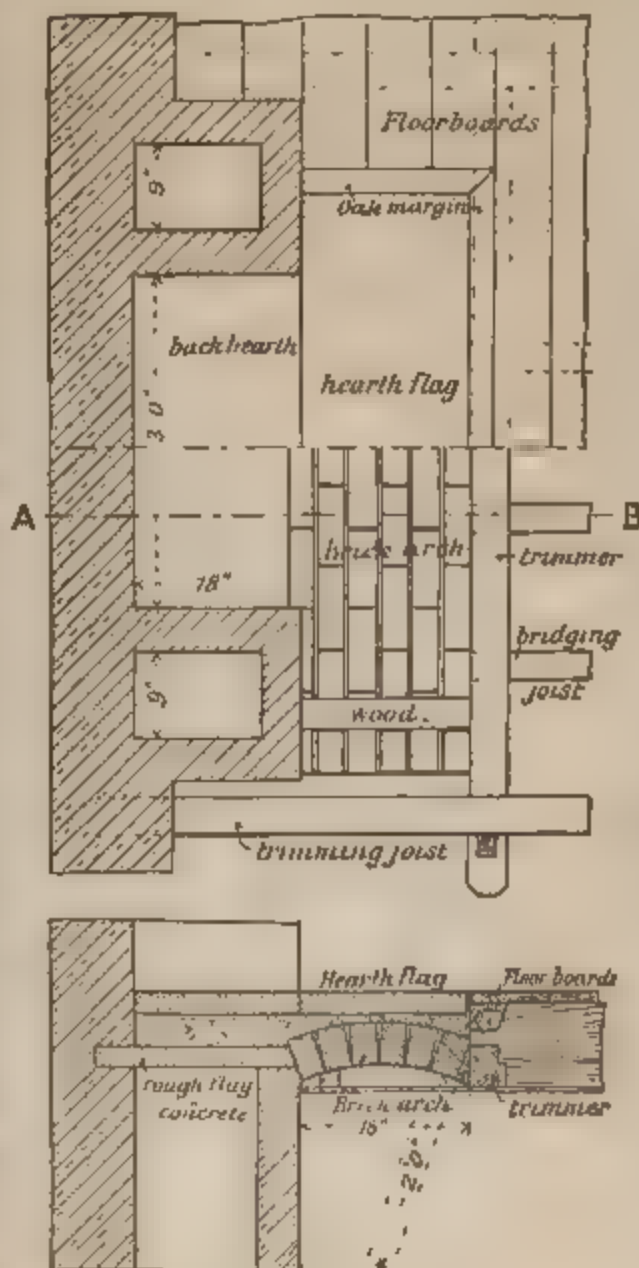 Floorboards
9"
Oak margin
back hearth
hearth flag
3'0"
A
B
brick arch
trimmer
18"
bridging
joist
9"
wood
trimming joist
Hearth flag
Floor boards
rough flag
concrete
Brick arch
trimmer
18"